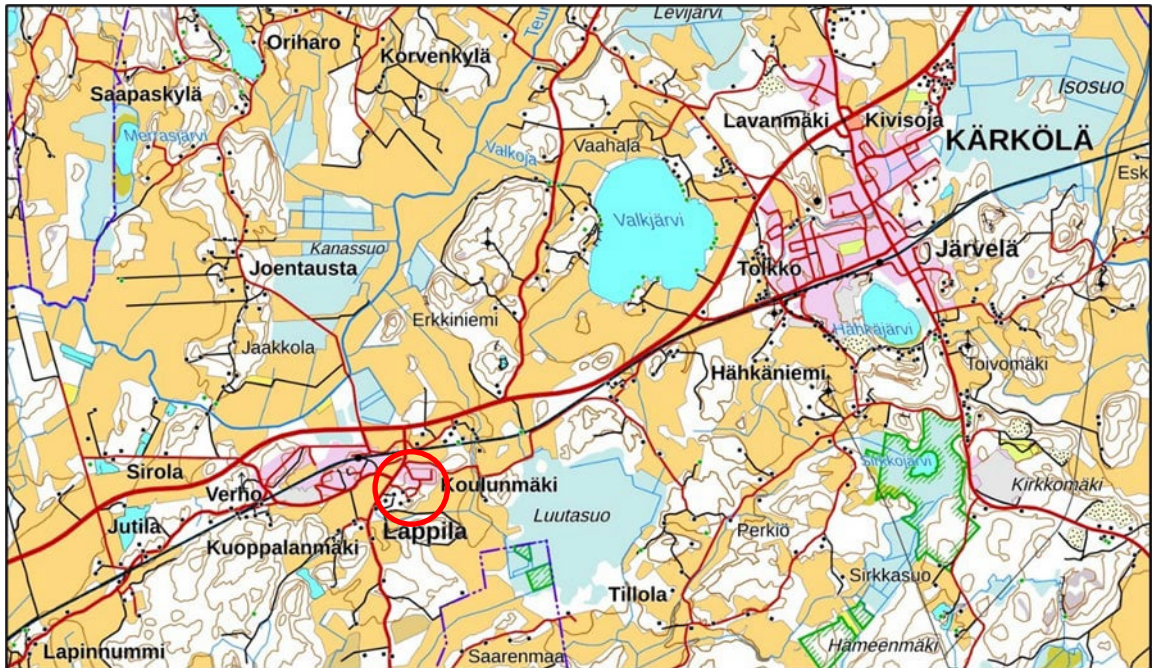 Levijärvi
Oriharo
Korvenkylä
Saapaskylä
Isosuo
Lavanmäki
Kivisoja
Merrasjärvi
KÄRKÖLÄ
Vaahala
Valkoja
Esk
Valkjärvi
Kanassuo
Järvelä
Joentausta
Tolkko
Erkkiniemi
Hähkäjärvi
Jaakkola
Toivomäki
Hähkäniemi
Sirola
Sirkkojärvi
Koulunmäki
Kirkkomäki
Verho
Luutasuo
Jutila
Lappila
Perkiö
Kuoppalanmäki
Sirkkasuo
Tillola
Hämeenmäki
Lapinnummi
Saarenmaa